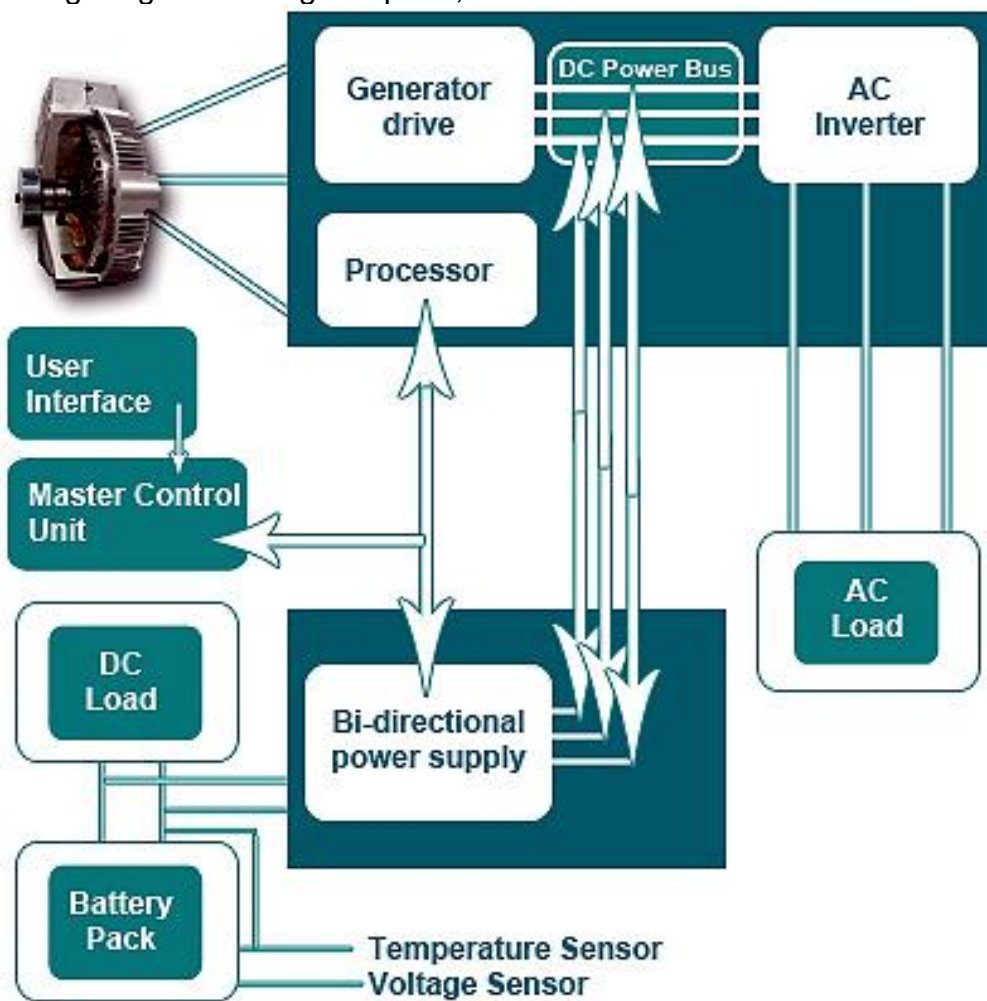 Generator
drive
DC Power Bus
AC
Inverter
Processor
User
Interface
Master Control
Unit
AC
Load
DC
Load
Bi-directional
power supply
Battery
Pack
Temperature Sensor
Voltage Sensor